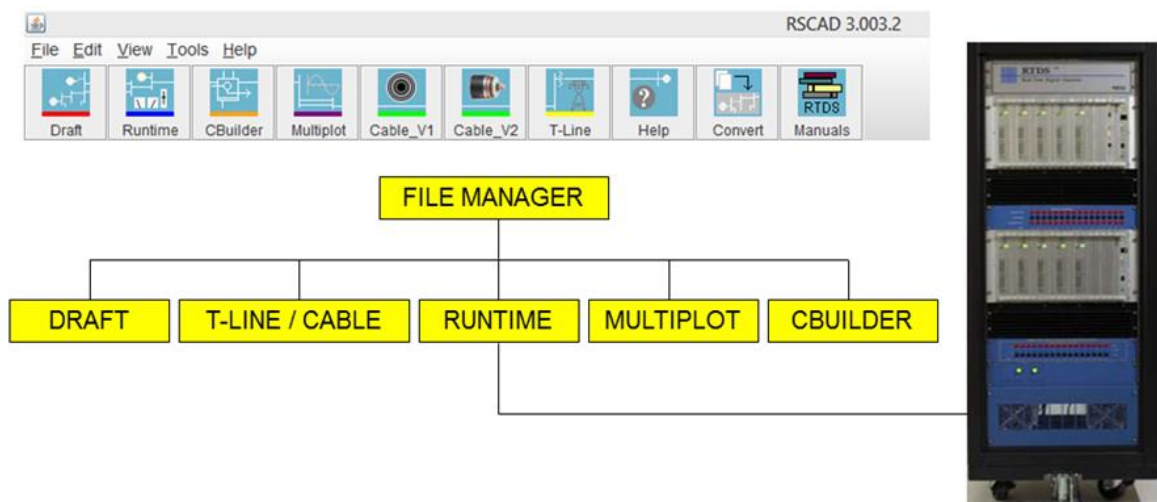 RSCAD 3.003.2
File Edit View Tools Help
Draft Runtime CBuilder Multiplot Cable_V1 Cable_V2 T-Line Help Convert Manuals
RTDS
FILE MANAGER
DRAFT T-LINE / CABLE RUNTIME MULTIPLOT CBUILDER
RTDS